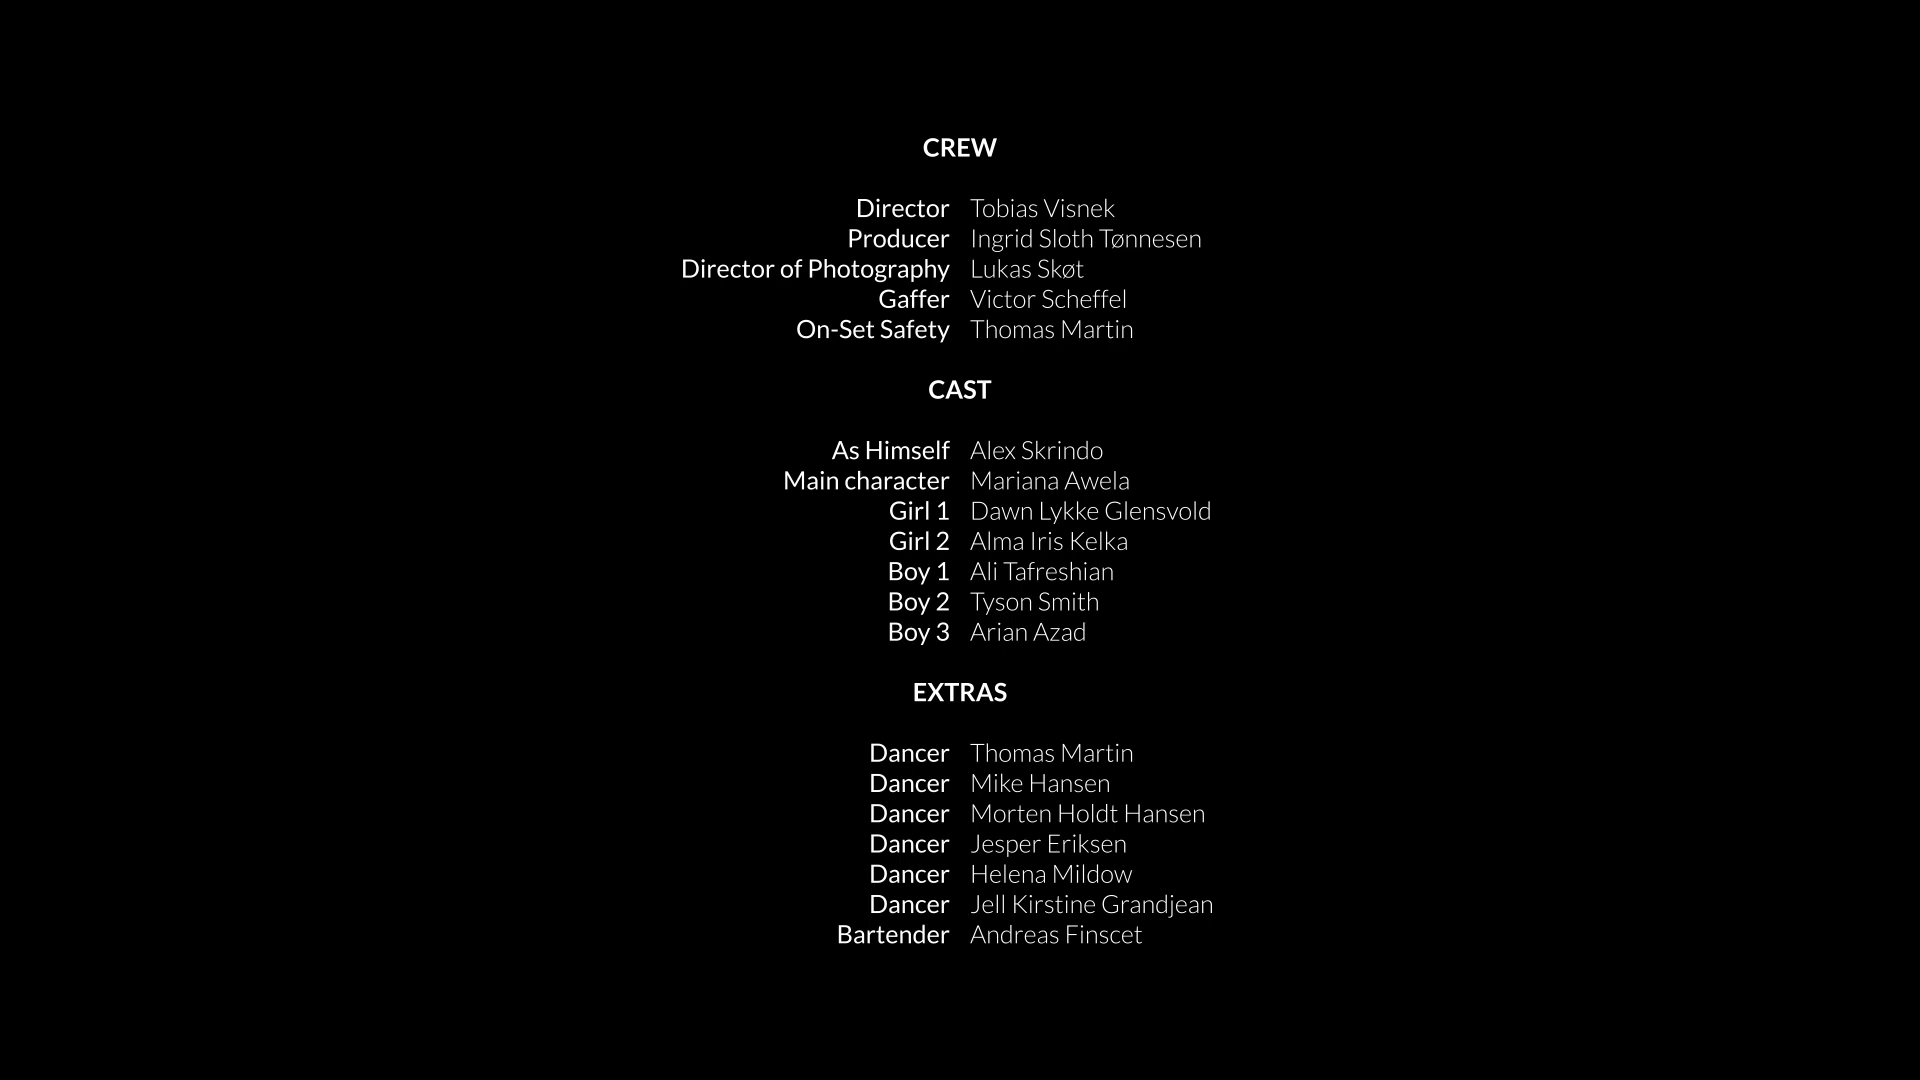 CREW
Director Tobias Visnek
Producer Ingrid Sloth Tønnesen
Director of Photography Lukas Skøt
Gaffer Victor Scheffel
On-Set Safety Thomas Martin
CAST
As Himself Alex Skrindo
Main character Mariana Awela
Girl 1 Dawn Lykke Glensvold
Girl 2 Alma Iris Kelka
Boy 1 Ali Tafreshian
Boy 2 Tyson Smith
Boy 3 Arian Azad
EXTRAS
Dancer Thomas Martin
Dancer Mike Hansen
Dancer Morten Holdt Hansen
Dancer Jesper Eriksen
Dancer Helena Mildow
Dancer Jell Kirstine Grandjean
Bartender Andreas Finscet